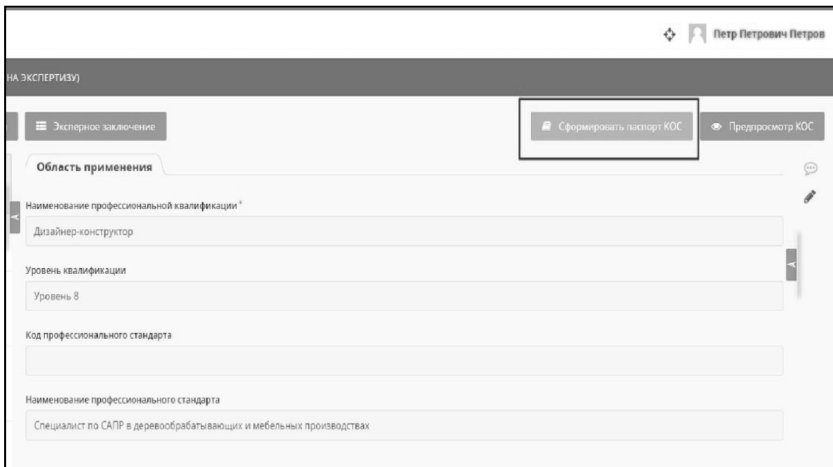 Петр Петрович Петров
НА ЭКСПЕРТИЗУ)
Эксперное заключение
Сформировать паспорт КОС
Предпросмотр КОС
Область применения
Наименование профессиональной квалификации *
Дизайнер-конструктор
Уровень квалификации
Уровень 8
Код профессионального стандарта
Наименование профессионального стандарта
Специалист по САПР в деревообрабатывающих и мебельных производствах